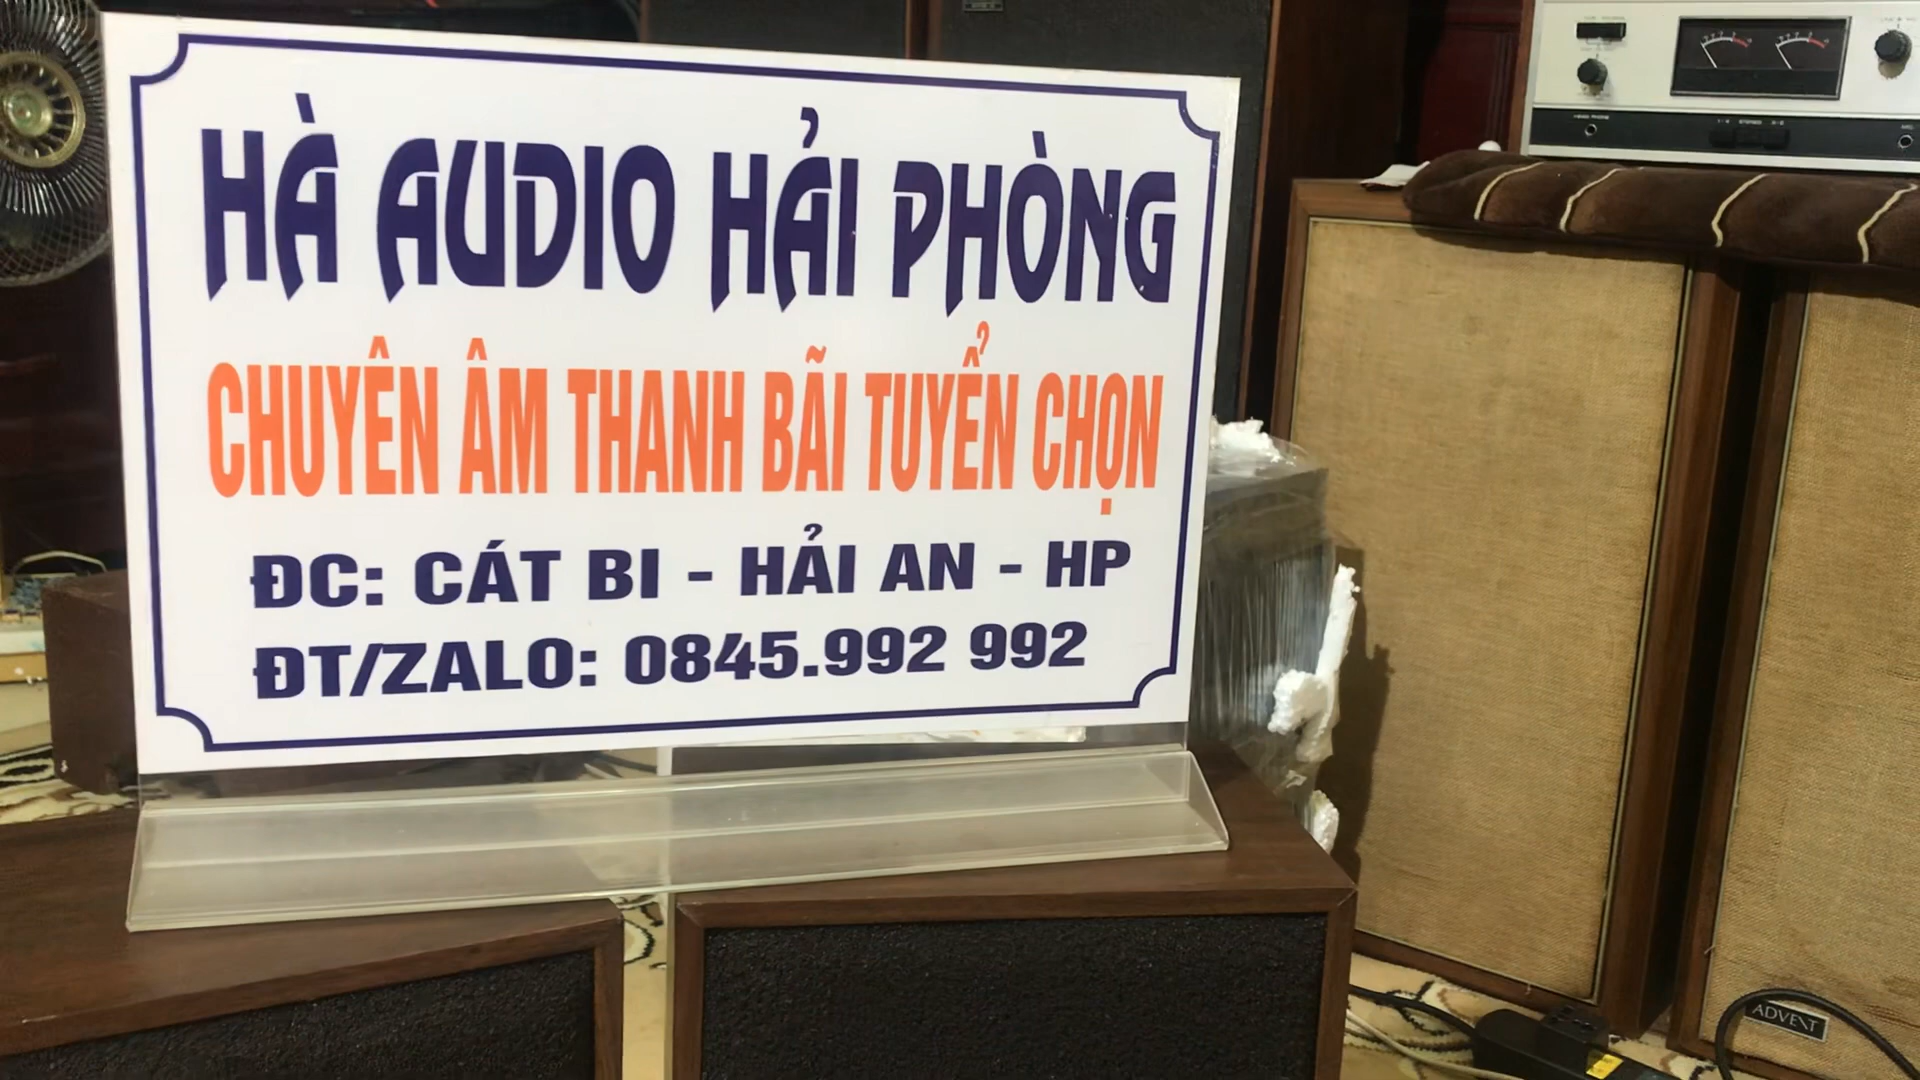 HÀ AUDIO HẢI PHÒNG
CHUYÊN ÂM THANH BÃI TUYỂN CHỌN
ĐC: CÁT BI - HẢI AN - HP
ĐT/ZALO: 0845.992 992
ADVENT